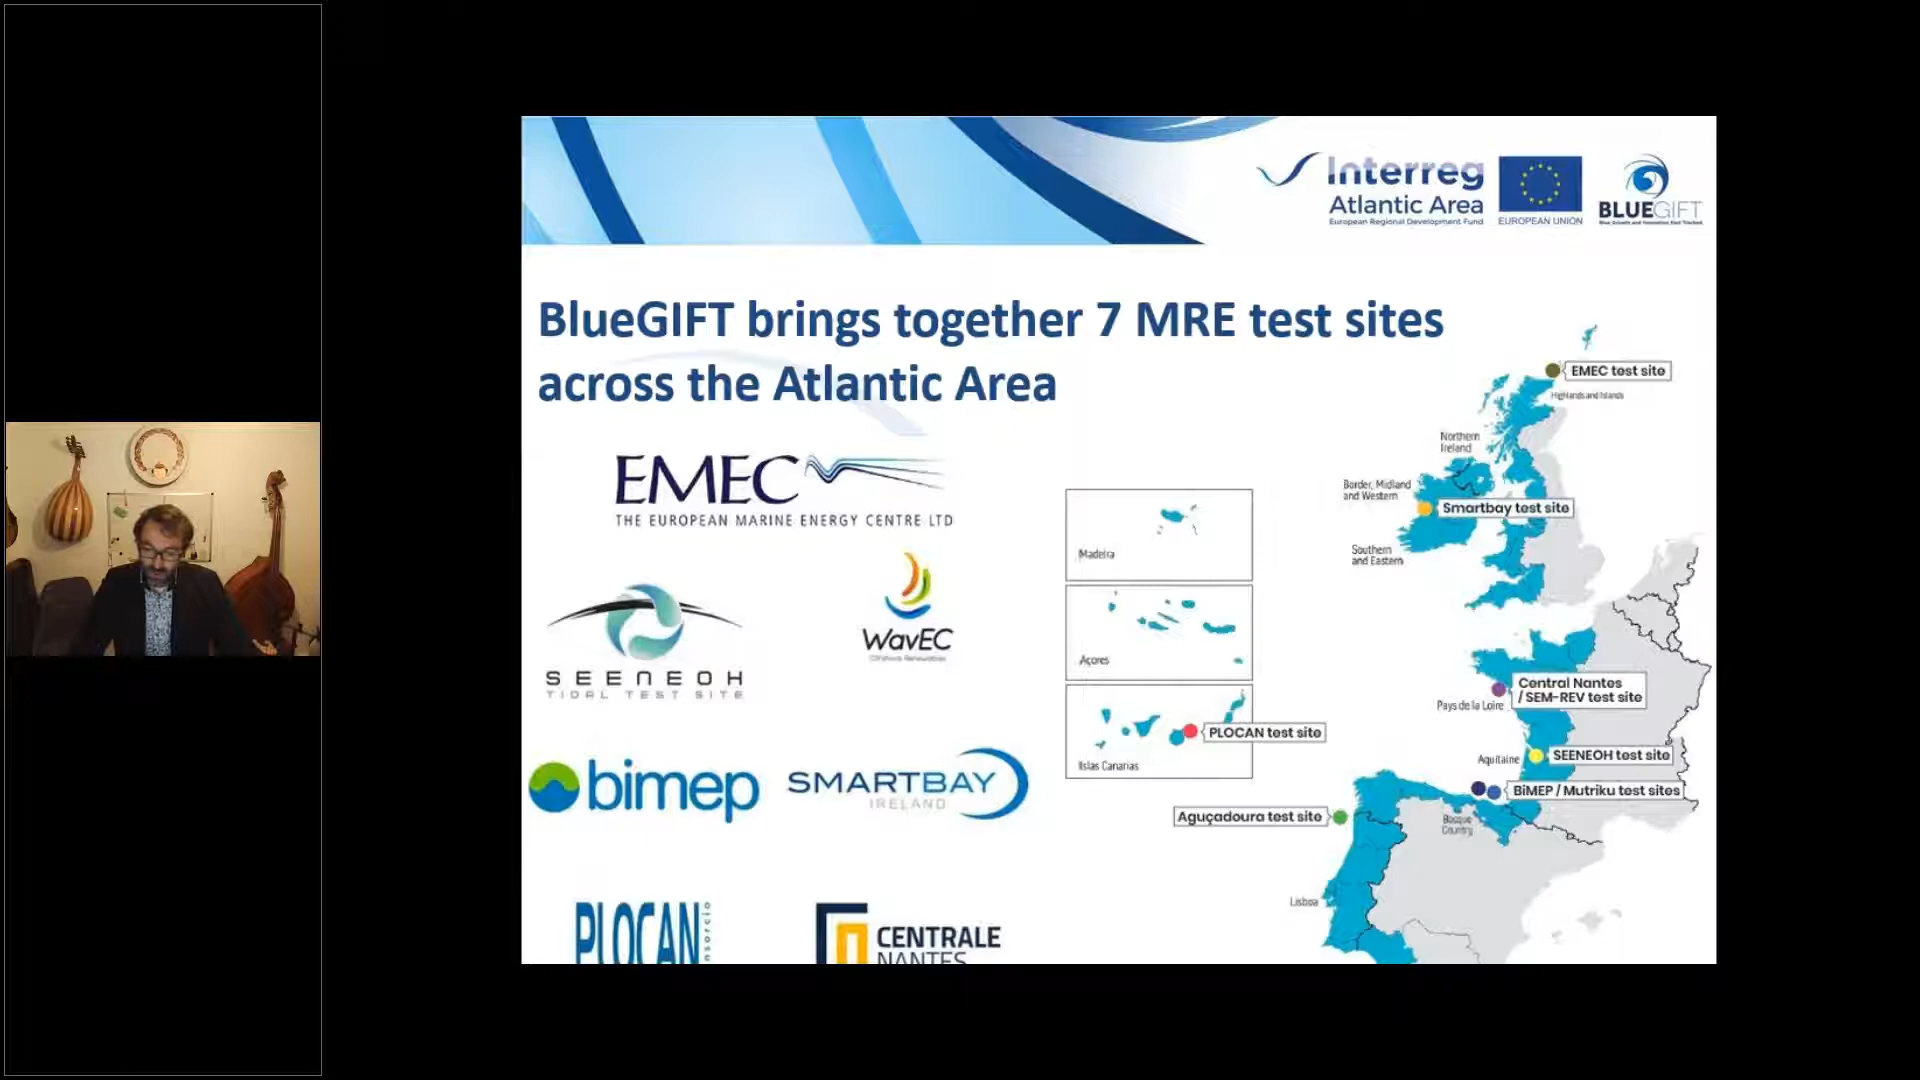 Interreg
Atlantic Area
European Regional Development Fund
EUROPEAN UNION
BLUEGIFT
BlueGIFT brings together 7 MRE test sites
across the Atlantic Area
EMEC
THE EUROPEAN MARINE ENERGY CENTRE LTD
SEENEOH
TIDAL TEST SITE
WavEC
Offshore Renewables
bimep
SMARTBAY
IRELAND
PLOCAN
CENTRALE
NANTES
Madeira
Açores
Islas Canarias
PLOCAN test site
EMEC test site
Highlands and Islands
Northern
Ireland
Border, Midland
and Western
Smartbay test site
Southern
and Eastern
Central Nantes
/ SEM-REV test site
Pays de la Loire
SEENEOH test site
Aquitaine
BiMEP / Mutriku test sites
Basque
Country
Aguçadoura test site
Lisboa